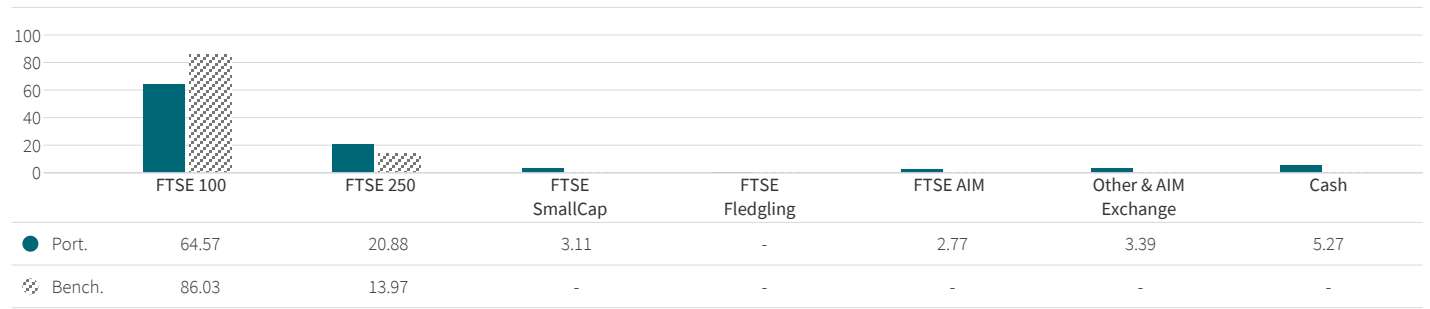 100
80
60
40
20
0
FTSE 100 FTSE 250 FTSE FTSE FTSE AIM Other & AIM Cash
SmallCap Fledgling Exchange
Port. 64.57 20.88 3.11 - 2.77 3.39 5.27
Bench. 86.03 13.97 - - - - -